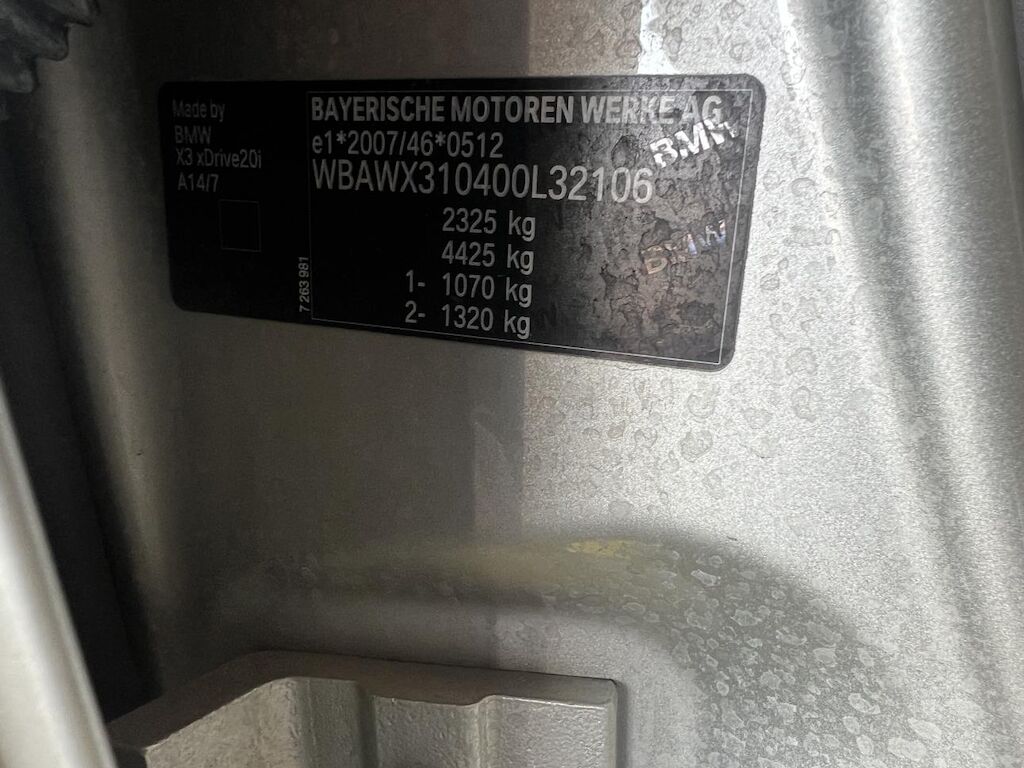 Made by
BMW
X3 xDrive20i
A14/7
7 263 981
BAYERISCHE MOTOREN WERKE AG
e1*2007/46*0512
WBAWX310400L32106
2325 kg
4425 kg
1- 1070 kg
2- 1320 kg
BMW
BMW